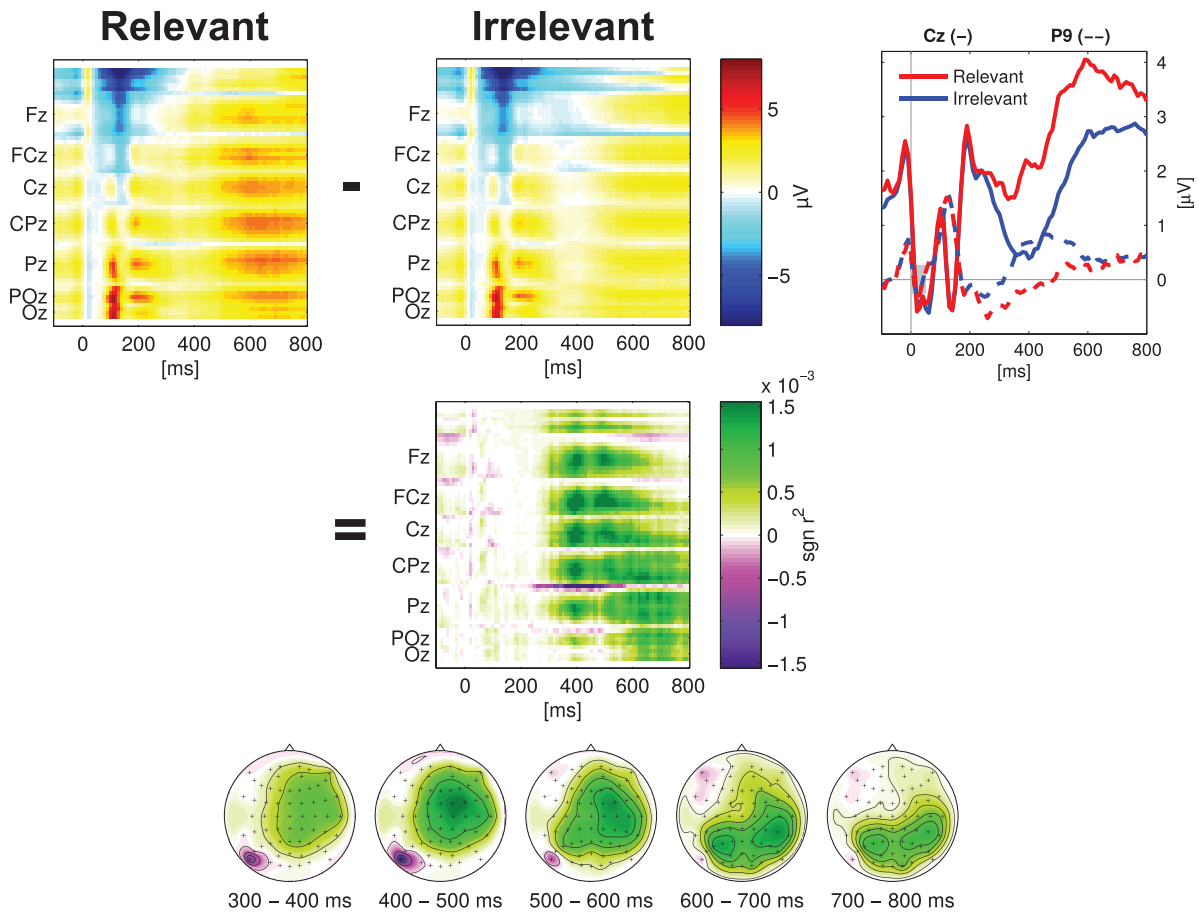 Relevant
Irrelevant
Fz
FCz
Cz
CPz
Pz
POz
Oz
0 200 400 600 800
[ms]
-
Fz
FCz
Cz
CPz
Pz
POz
Oz
0 200 400 600 800
[ms]
5
0
−5
µV
Cz (−) P9 (−−)
Relevant
Irrelevant
4
3
2
1
0
−1
[µV]
0 200 400 600 800
[ms]
=
Fz
FCz
Cz
CPz
Pz
POz
Oz
0 200 400 600 800
[ms]
x 10⁻³
1.5
1
0.5
0
−0.5
−1
−1.5
sgn r²
300 – 400 ms 400 – 500 ms 500 – 600 ms 600 – 700 ms 700 – 800 ms